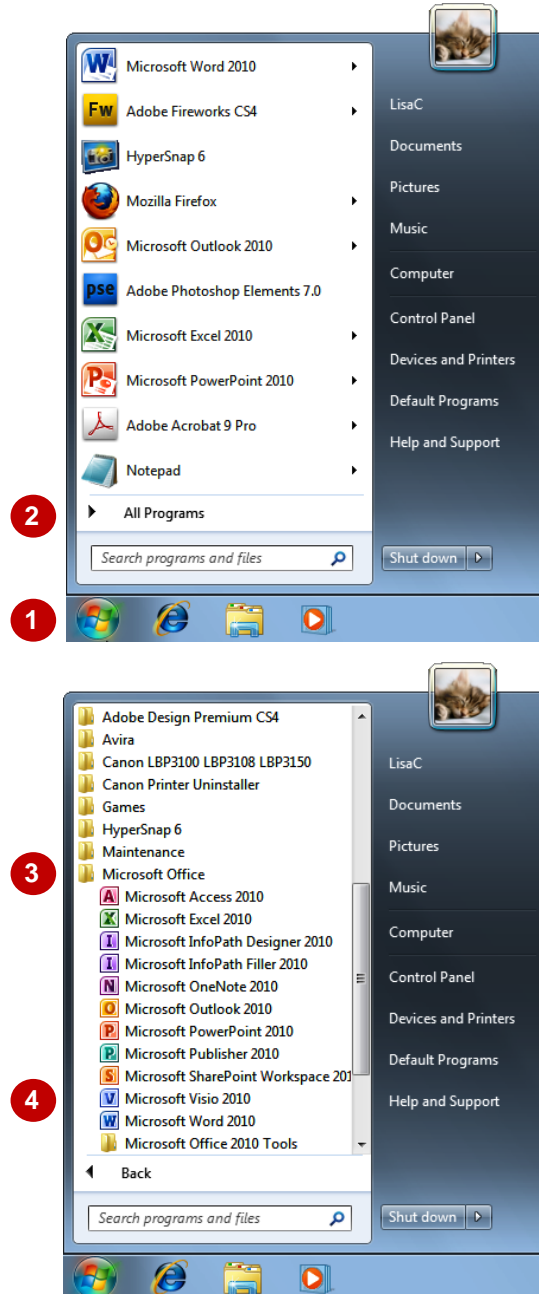 W Microsoft Word 2010
Fw Adobe Fireworks CS4
HyperSnap 6
Mozilla Firefox
O Microsoft Outlook 2010
pse Adobe Photoshop Elements 7.0
X Microsoft Excel 2010
P Microsoft PowerPoint 2010
Adobe Acrobat 9 Pro
Notepad
2 All Programs
Search programs and files
1
LisaC
Documents
Pictures
Music
Computer
Control Panel
Devices and Printers
Default Programs
Help and Support
Shut down
Adobe Design Premium CS4
Avira
Canon LBP3100 LBP3108 LBP3150
Canon Printer Uninstaller
Games
HyperSnap 6
Maintenance
3 Microsoft Office
A Microsoft Access 2010
X Microsoft Excel 2010
I Microsoft InfoPath Designer 2010
I Microsoft InfoPath Filler 2010
N Microsoft OneNote 2010
O Microsoft Outlook 2010
P Microsoft PowerPoint 2010
P Microsoft Publisher 2010
S Microsoft SharePoint Workspace 201
V Microsoft Visio 2010
4 W Microsoft Word 2010
Microsoft Office 2010 Tools
Back
Search programs and files
LisaC
Documents
Pictures
Music
Computer
Control Panel
Devices and Printers
Default Programs
Help and Support
Shut down